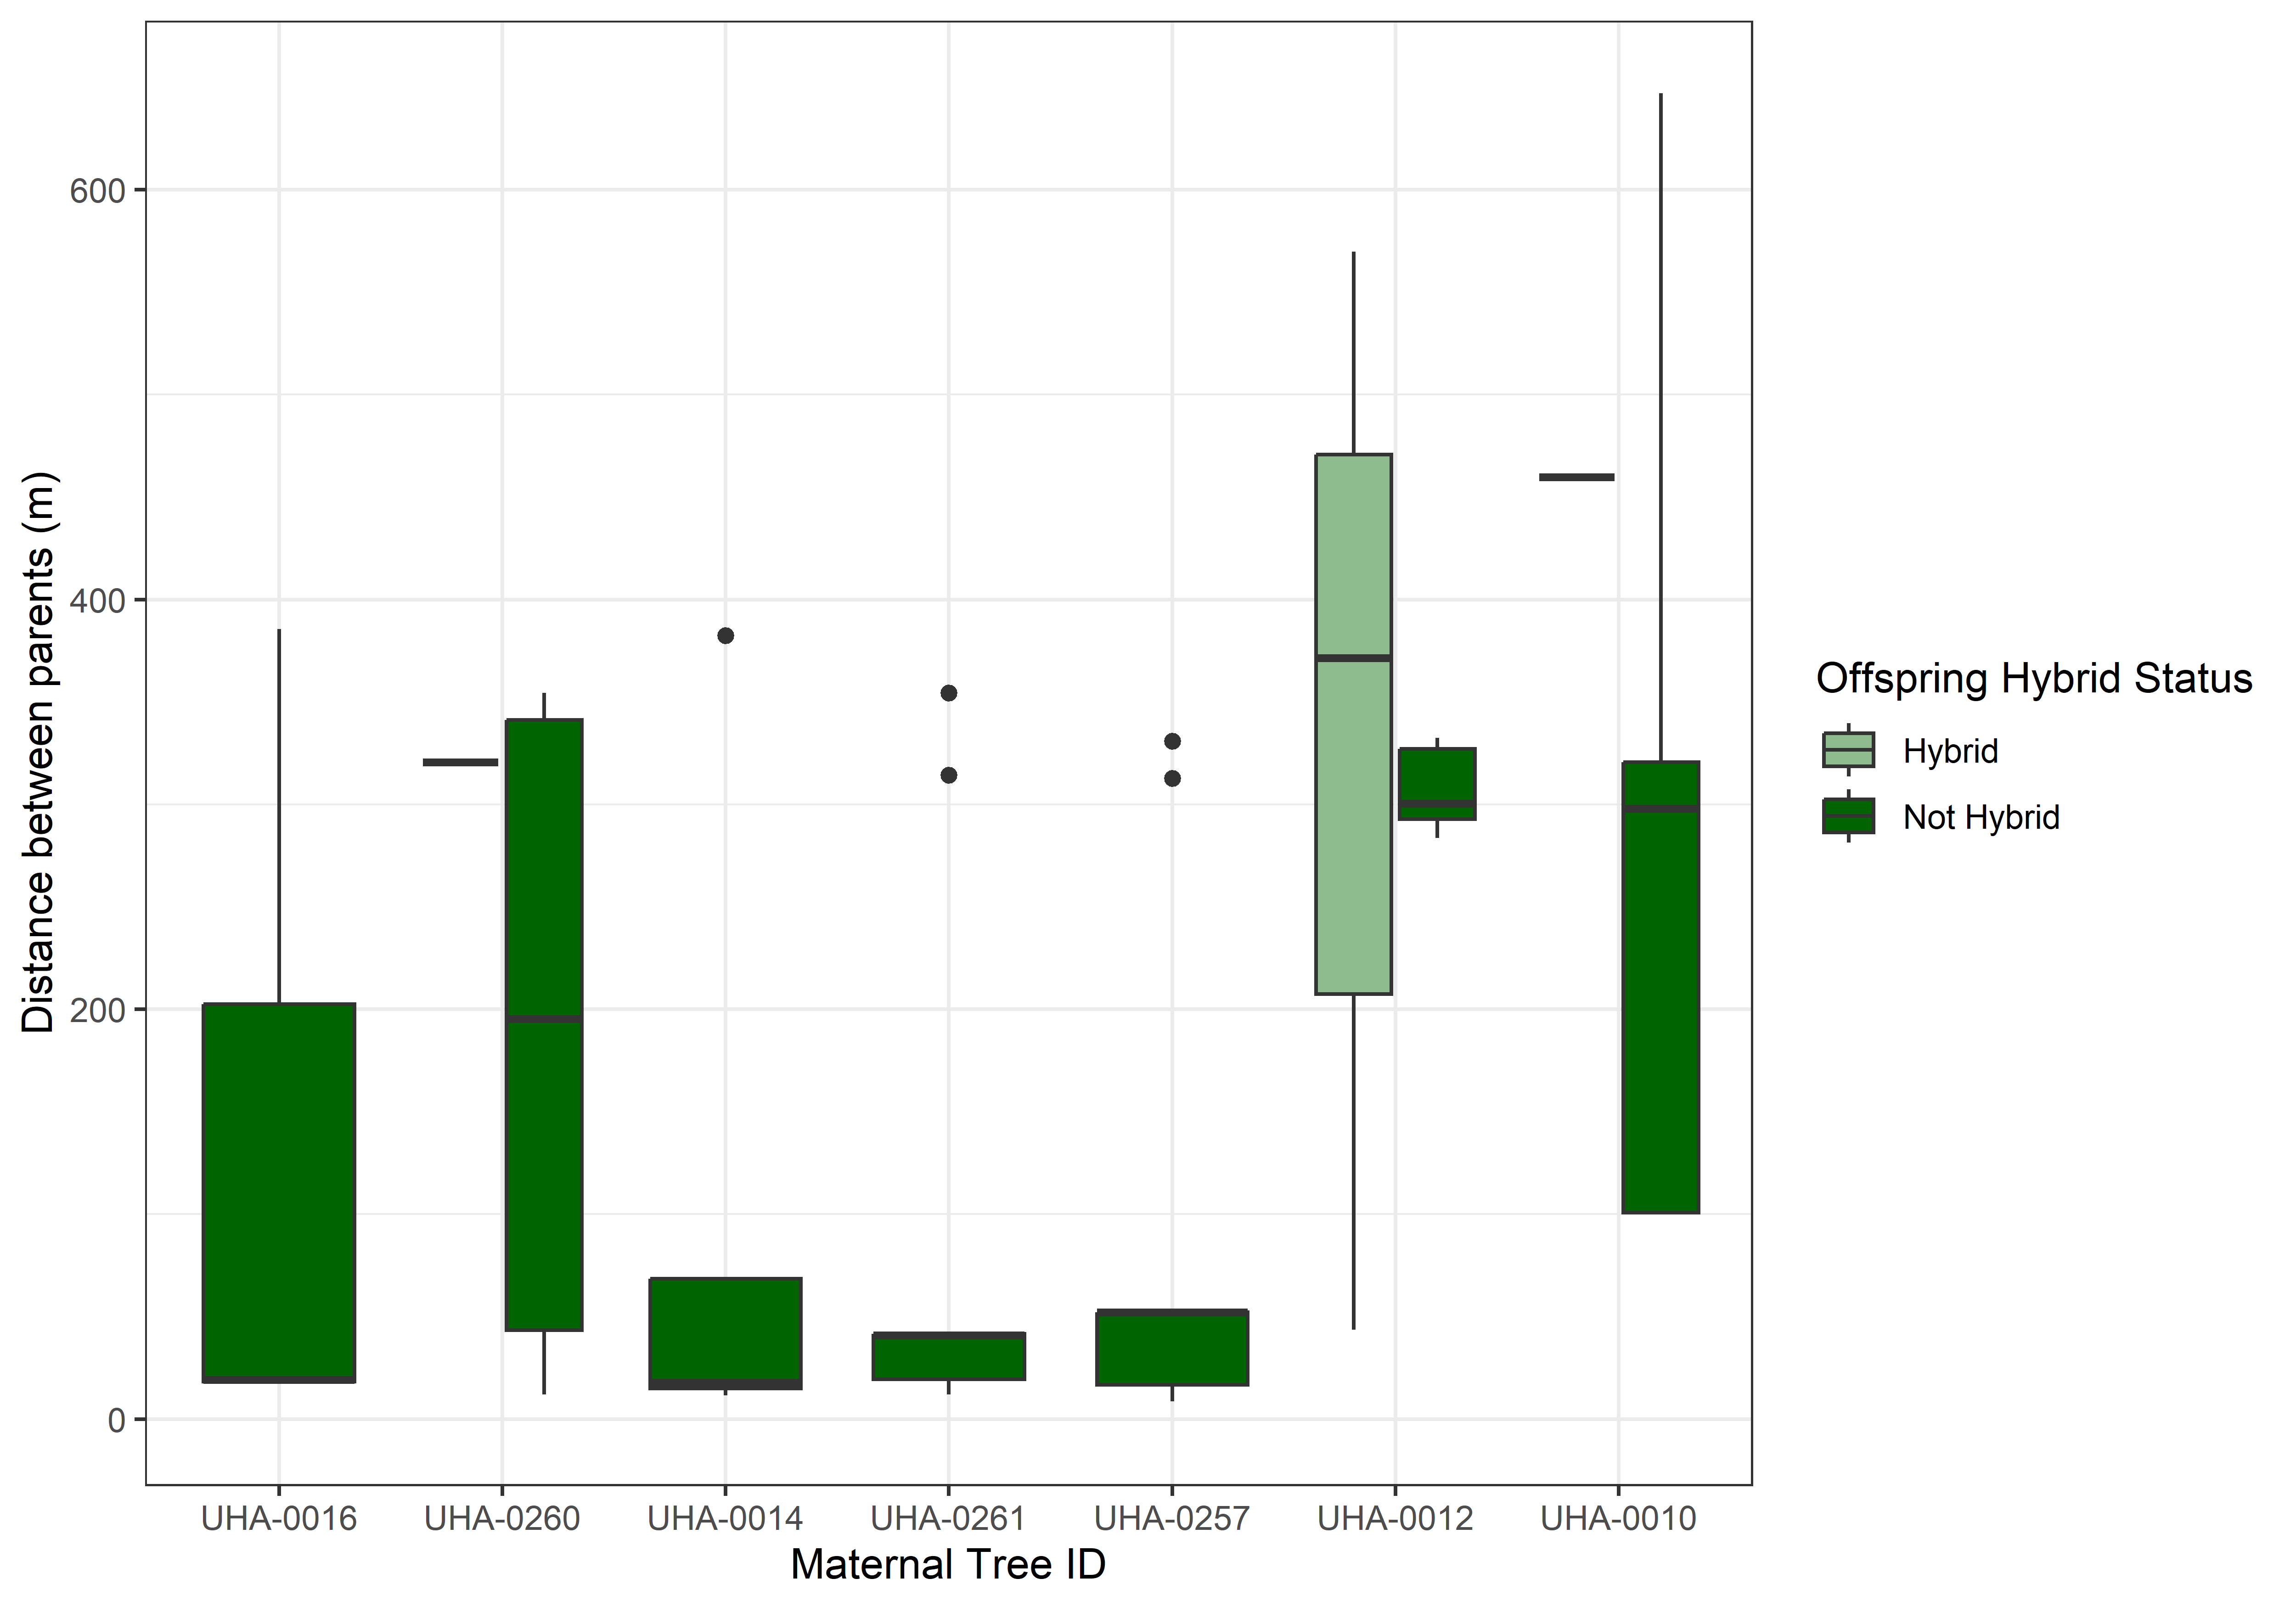 Distance between parents (m)
600
400
200
0
UHA-0016 UHA-0260 UHA-0014 UHA-0261 UHA-0257 UHA-0012 UHA-0010
Maternal Tree ID
Offspring Hybrid Status
Hybrid
Not Hybrid